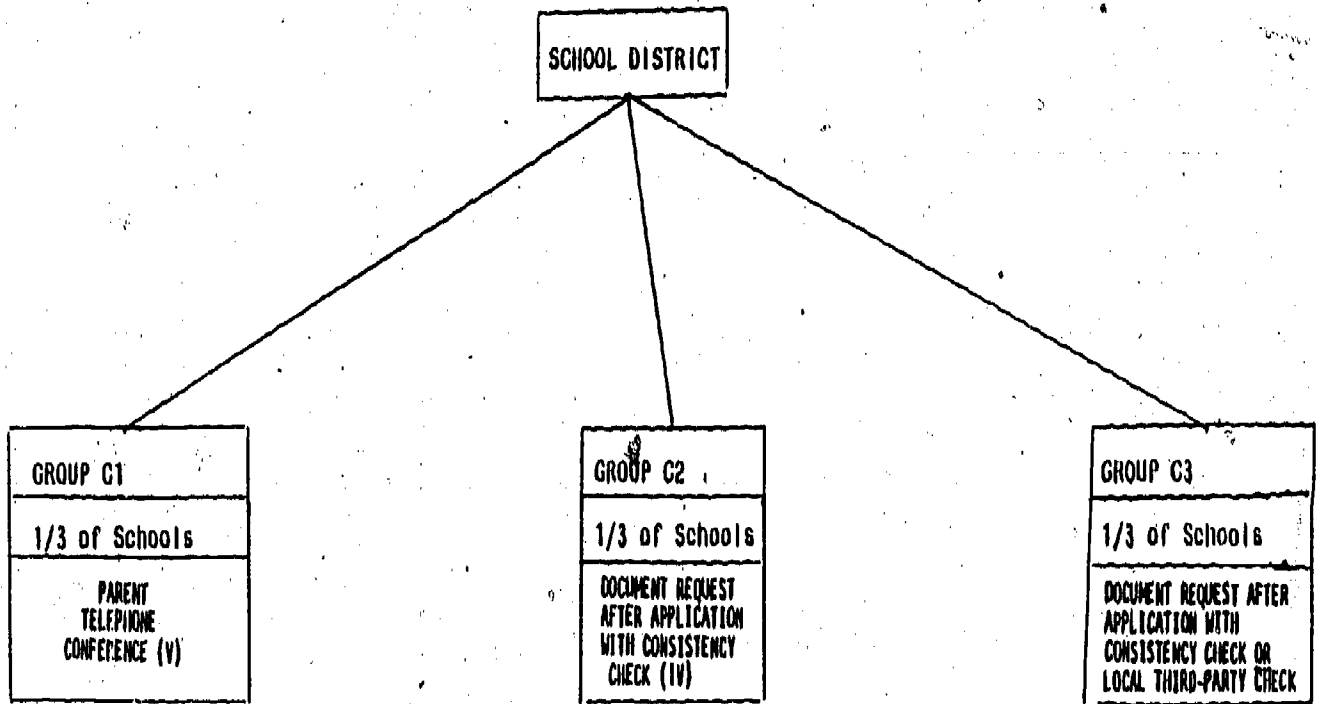 SCHOOL DISTRICT
GROUP C1
1/3 of Schools
PARENT
TELEPHONE
CONFERENCE (V)
GROUP C2
1/3 of Schools
DOCUMENT REQUEST
AFTER APPLICATION
WITH CONSISTENCY
CHECK (IV)
GROUP C3
1/3 of Schools
DOCUMENT REQUEST AFTER
APPLICATION WITH
CONSISTENCY CHECK OR
LOCAL THIRD-PARTY CHECK